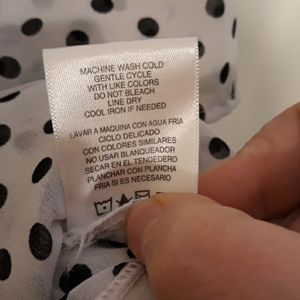 MACHINE WASH COLD
GENTLE CYCLE
WITH LIKE COLORS
DO NOT BLEACH
LINE DRY
COOL IRON IF NEEDED
LAVAR A MAQUINA CON AGUA FRIA
CICLO DELICADO
CON COLORES SIMILARES
NO USAR BLANQUEADOR
SECAR EN EL TENDEDERO
PLANCHAR CON PLANCHA
FRIA SI ES NECESARIO